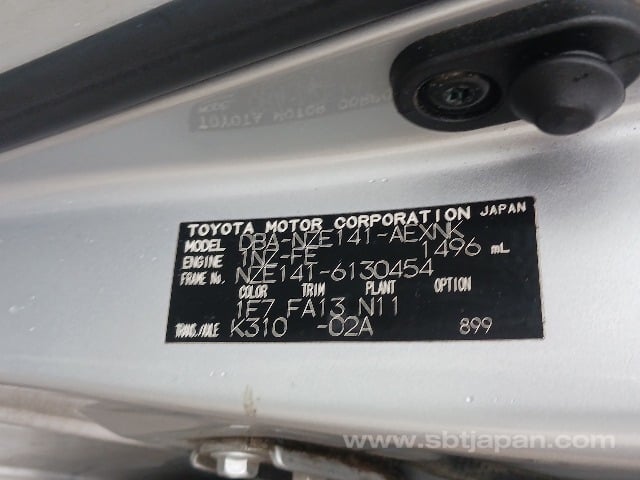 TOYOTA MOTOR CORPORATION JAPAN
MODEL DBA-NZE141-AEXNK
ENGINE 1NZ-FE 1496 mL
FRAME No. NZE141-6130454
COLOR TRIM PLANT OPTION
1E7 FA13 N11
TRANS./AXLE K310 -02A 899
© www.sbtjapan.com